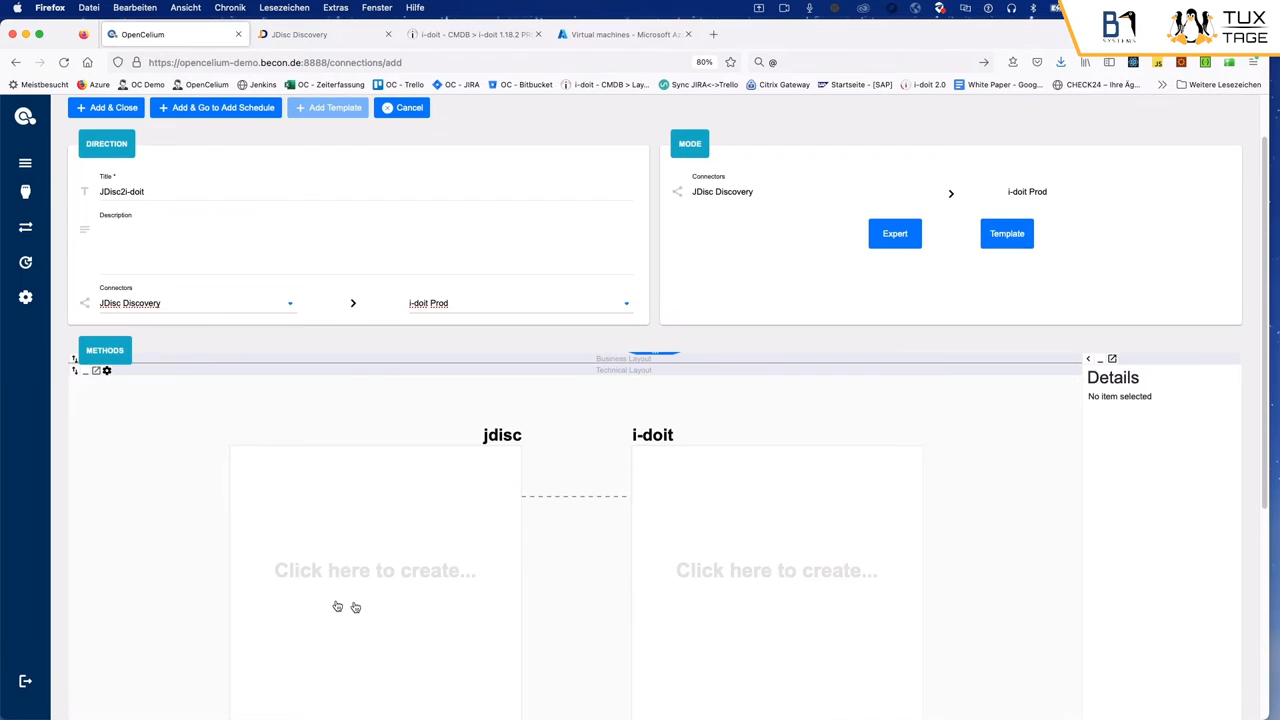 Firefox Datei Bearbeiten Ansicht Chronik Lesezeichen Extras Fenster Hilfe
B1
SYSTEMS
TUX
TAGE
OpenCelium
JDisc Discovery
i-doit - CMDB > i-doit 1.18.2 PR
Virtual machines - Microsoft Az
https://opencelium-demo.becon.de:8888/connections/add
80%
@
Meistbesucht Azure OC Demo OpenCelium Jenkins OC - Zeiterfassung OC - Trello OC - JIRA OC - Bitbucket i-doit - CMDB > Lay... Sync JIRA<>Trello Citrix Gateway Startseite - [SAP] i-doit 2.0 White Paper - Goog... CHECK24 – Ihre Äg... Weitere Lesezeichen
+ Add & Close
+ Add & Go to Add Schedule
+ Add Template
Cancel
DIRECTION
Title *
JDisc2i-doit
Description
Connectors
JDisc Discovery > i-doit Prod
MODE
Connectors
JDisc Discovery > i-doit Prod
Expert
Template
METHODS
Business Layout
Technical Layout
Details
No item selected
jdisc
i-doit
Click here to create...
Click here to create...